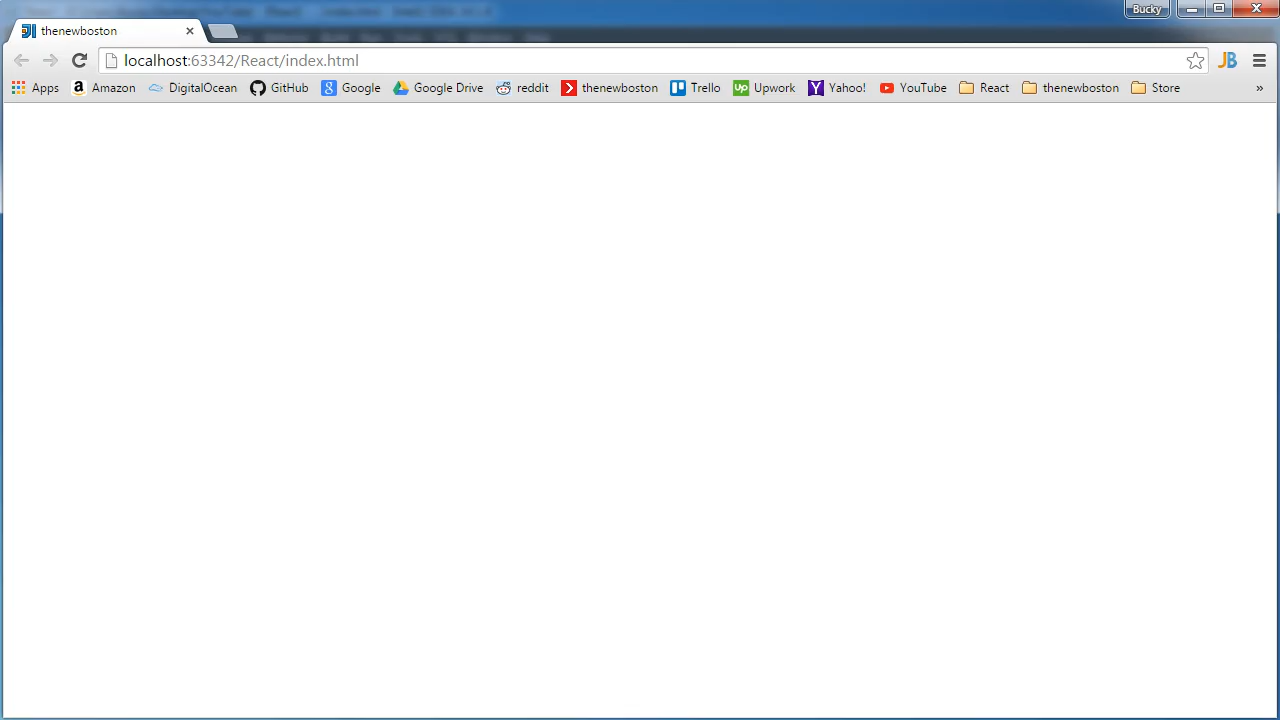 Bucky
thenewboston
localhost:63342/React/index.html
Apps Amazon DigitalOcean GitHub Google Google Drive reddit thenewboston Trello Upwork Yahoo! YouTube React thenewboston Store »